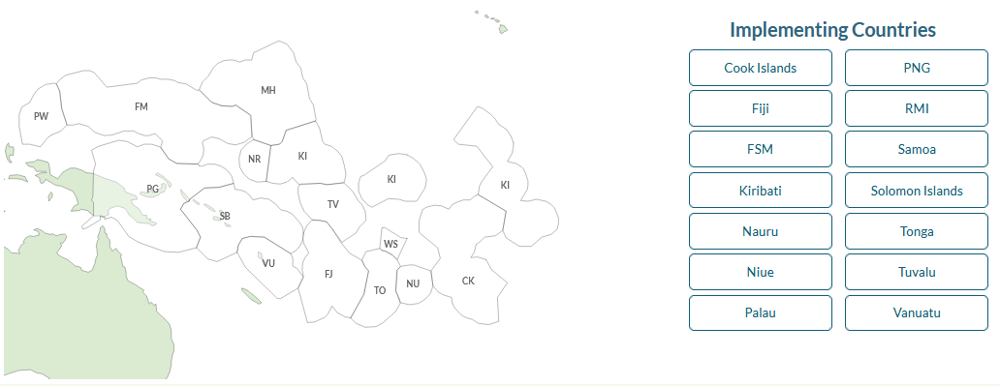 Implementing Countries
Cook Islands
PNG
Fiji
RMI
FSM
Samoa
Kiribati
Solomon Islands
Nauru
Tonga
Niue
Tuvalu
Palau
Vanuatu
MH
FM
PW
NR
KI
KI
KI
PG
TV
SB
WS
VU
FJ
TO
NU
CK